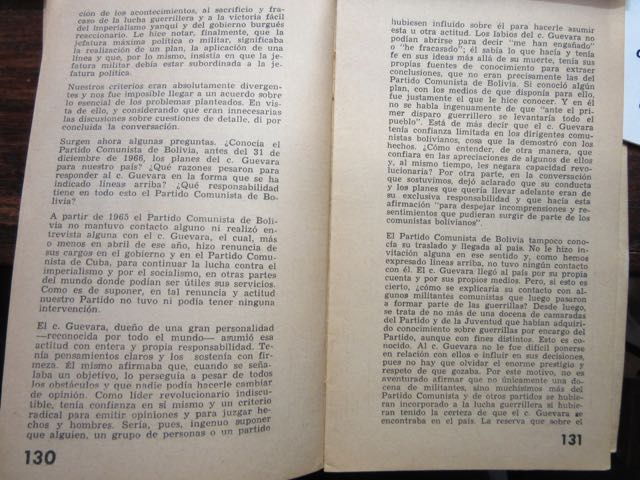 ción de los acontecimientos, al sacrificio y fra-
caso de la lucha guerrillera y a la victoria fácil
del imperialismo yanqui y del gobierno burgués
reaccionario. Le hice notar, finalmente, que la
jefatura máxima política o militar, significaba
la realización de un plan, la aplicación de una
línea y que, por lo mismo, insistía en que la je-
fatura militar debía estar subordinada a la je-
fatura política.
Nuestros criterios eran absolutamente divergen-
tes y nos fue imposible llegar a un acuerdo sobre
lo esencial de los problemas planteados. En vis-
ta de ello, y considerando que eran innecesarias
las discusiones sobre cuestiones de detalle, di por
concluida la conversación.
Surgen ahora algunas preguntas. ¿Conocía el
Partido Comunista de Bolivia, antes del 31 de
diciembre de 1966, los planes del c. Guevara
para nuestro país? ¿Qué razones pesaron para
responder al c. Guevara en la forma que se ha
indicado líneas arriba? ¿Qué responsabilidad
tiene en todo esto el Partido Comunista de Bo-
livia?
A partir de 1965 el Partido Comunista de Boli-
via no mantuvo contacto alguno ni realizó en-
trevista alguna con el c. Guevara, el cual, más
o menos en abril de ese año, hizo renuncia de
sus cargos en el gobierno y en el Partido Comu-
nista de Cuba, para continuar la lucha contra el
imperialismo y por el socialismo, en otras partes
del mundo donde podían ser útiles sus servicios.
Como es de suponer, en tal renuncia y actitud
nuestro Partido no tuvo ni podía tener ninguna
intervención.
El c. Guevara, dueño de una gran personalidad
—reconocida por todo el mundo— asumió esa
actitud con entera y propia responsabilidad. Te-
nía pensamientos claros y los sostenía con fir-
meza. El mismo afirmaba que, cuando se seña-
laba un objetivo, lo perseguía a pesar de todos
los obstáculos y que nadie podía hacerle cambiar
de opinión. Como líder revolucionario indiscu-
tible, tenía confianza en sí mismo y un criterio
radical para emitir opiniones y para juzgar he-
chos y hombres. Sería, pues, ingenuo suponer
que alguien, un grupo de personas o un partido
130
hubiesen influido sobre él para hacerle asumir
esta u otra actitud. Los labios del c. Guevara no
podían abrirse para decir "me han engañado"
o "he fracasado"; él sabía lo que hacía y tenía
fe en sus ideas más allá de su muerte, tenía sus
propias fuentes de conocimiento para extraer
conclusiones, que no eran precisamente las del
Partido Comunista de Bolivia. Si conoció algún
plan, con los medios de que disponía para ello,
fue justamente el que le hice conocer. Y en él
no se habla ingenuamente de que "ante el pri-
mer disparo guerrillero se levantaría todo el
pueblo". Está de más decir que el c. Guevara
tenía confianza limitada en los dirigentes comu-
nistas bolivianos, cosa que la demostró con los
hechos. ¿Cómo entender, de otra manera, que
confiara en las apreciaciones de algunos de ellos
y, al mismo tiempo, les negara capacidad revo-
lucionaria? Por otra parte, en la conversación
que sostuvimos dejó aclarado que su conducta
y los planes que quería llevar adelante eran de
su exclusiva responsabilidad y que hacía esta
afirmación "para despejar incomprensiones y re-
sentimientos que pudieran surgir de parte de los
comunistas bolivianos".
El Partido Comunista de Bolivia tampoco cono-
cía su traslado y llegada al país. No le hizo in-
vitación alguna en ese sentido y, como hemos
expresado líneas arriba, no tuvo ningún contacto
con él. El c. Guevara llegó al país por su propia
cuenta y por sus propios medios. Pero, si esto es
cierto, ¿cómo se explicaría su contacto con al-
gunos militantes comunistas que luego pasaron
a formar parte de las guerrillas? Desde luego,
se trata de no más de una docena de camaradas
del Partido y de la Juventud que habían adquiri-
do conocimiento sobre guerrillas por encargo del
Partido, aunque con fines distintos. Esto es co-
nocido. Al c. Guevara no le fue difícil ponerse
en relación con ellos e influir en sus decisiones,
pues no hay que olvidar el enorme prestigio y
respeto de que gozaba. Por este motivo, no es
aventurado afirmar que no únicamente una do-
cena de militantes, sino muchísimos más del
Partido Comunista y de otros partidos se hubie-
ran incorporado a la lucha guerrillera si hubie-
ran tenido la certeza de que el c. Guevara se
encontraba en el país. La reserva que sobre el
131